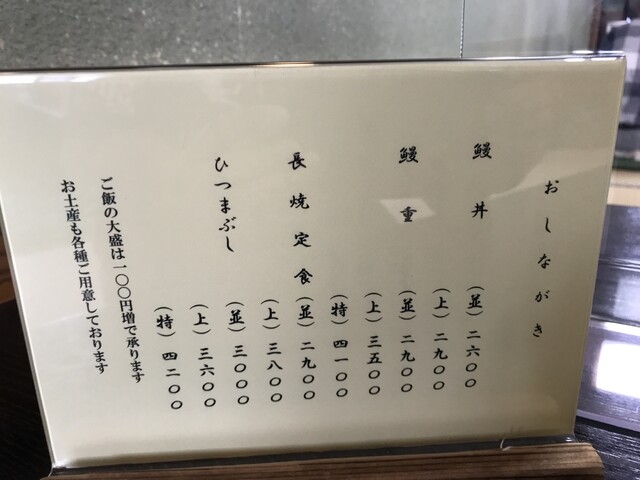 おしながき
鰻丼 (並) 二六〇〇
(上) 二九〇〇
鰻重 (並) 二九〇〇
(上) 三五〇〇
(特) 四一〇〇
長焼定食 (並) 二九〇〇
(上) 三八〇〇
ひつまぶし (並) 三〇〇〇
(上) 三六〇〇
(特) 四二〇〇
ご飯の大盛は一〇〇円増で承ります
お土産も各種ご用意しております